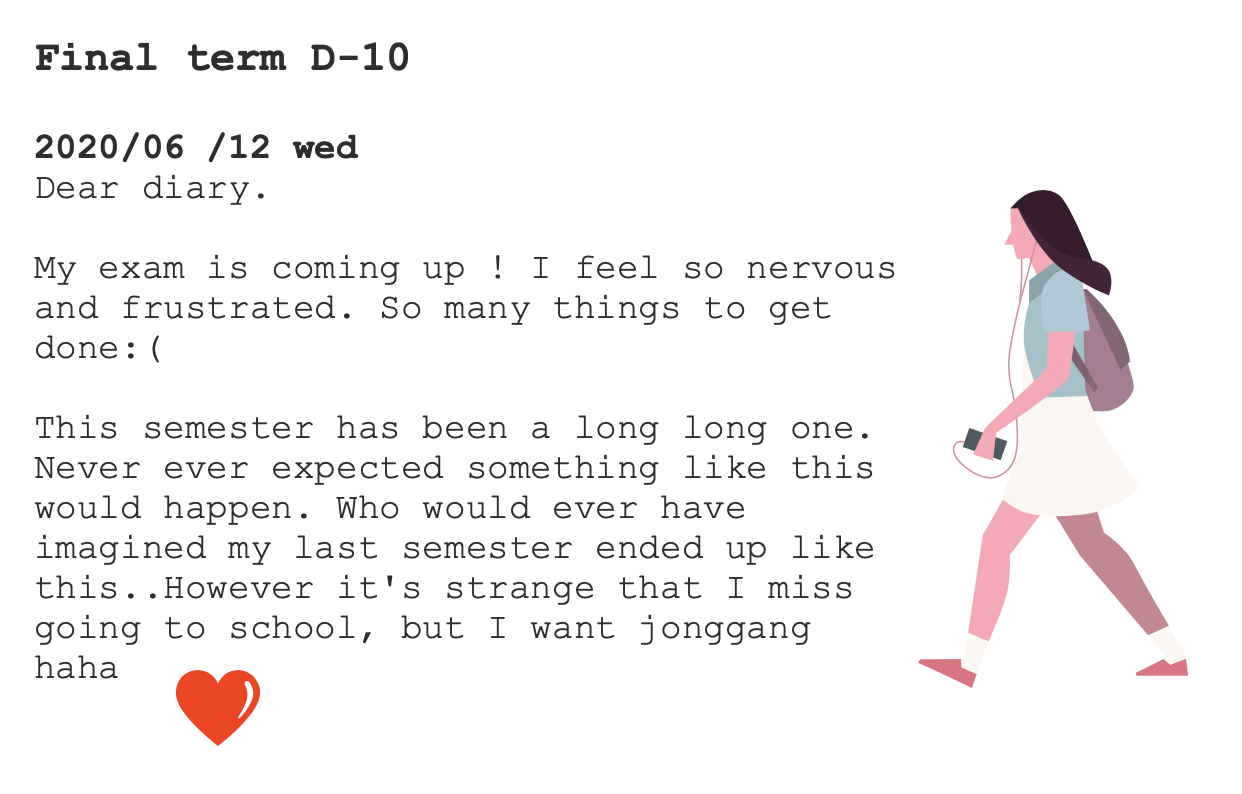 Final term D-10
2020/06 /12 wed
Dear diary.
My exam is coming up ! I feel so nervous
and frustrated. So many things to get
done:(
This semester has been a long long one.
Never ever expected something like this
would happen. Who would ever have
imagined my last semester ended up like
this..However it's strange that I miss
going to school, but I want jonggang
haha